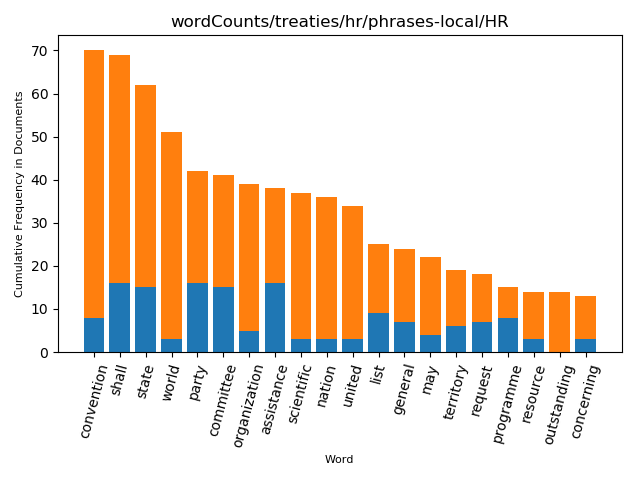 wordCounts/treaties/hr/phrases-local/HR
Cumulative Frequency in Documents
70
60
50
40
30
20
10
0
convention
shall
state
world
party
committee
organization
assistance
scientific
nation
united
list
general
may
territory
request
programme
resource
outstanding
concerning
Word